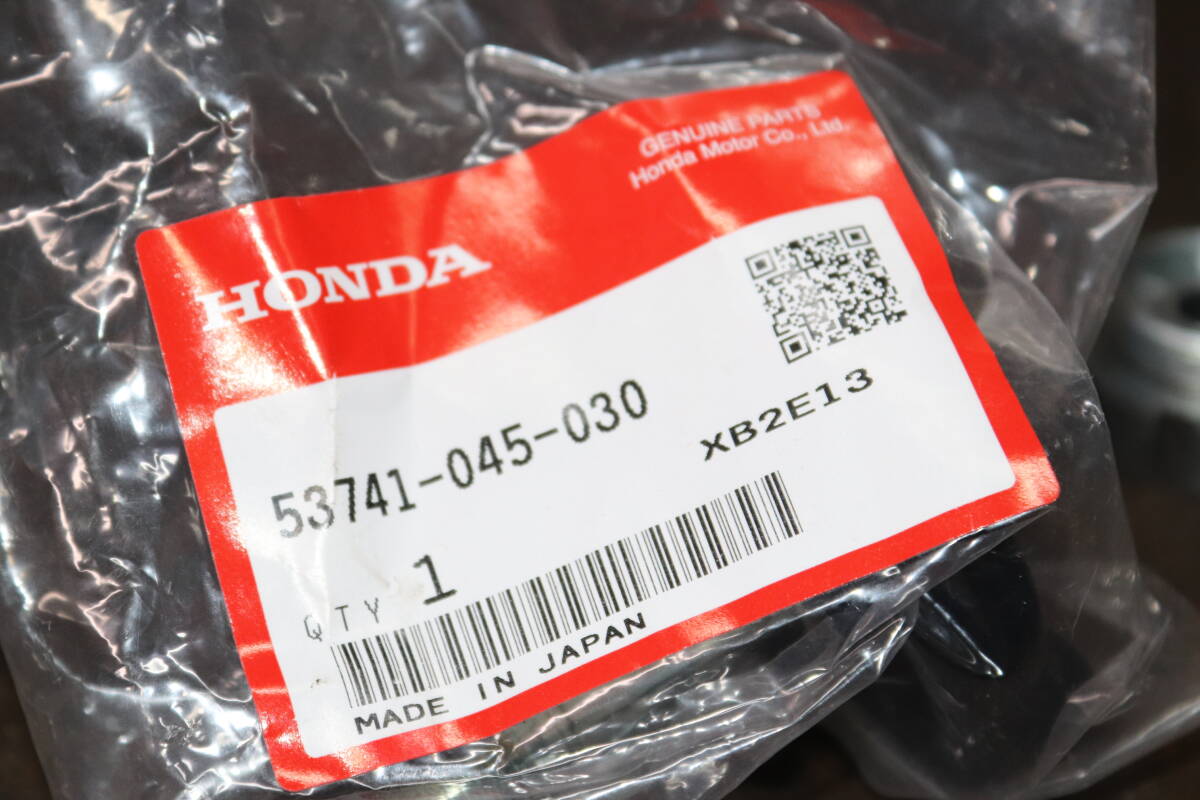 GENUINE PARTS
Honda Motor Co., Ltd.
HONDA
53741-045-030
XB2E13
QTY 1
MADE IN JAPAN